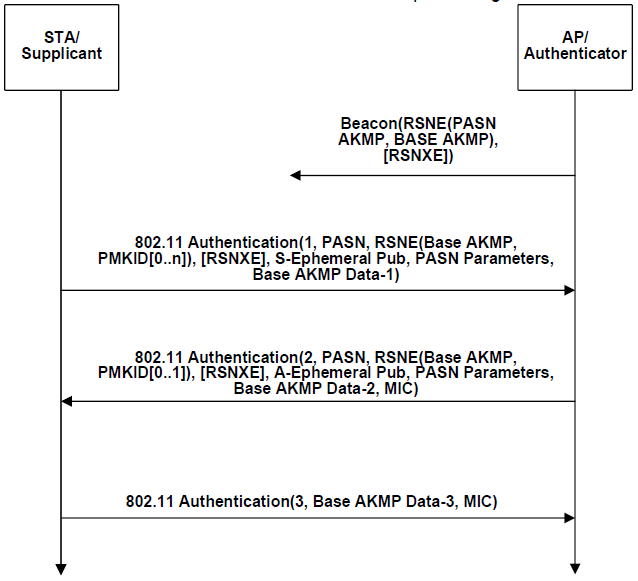 STA/
Supplicant
AP/
Authenticator
Beacon(RSNE(PASN
AKMP, BASE AKMP),
[RSNXE])
802.11 Authentication(1, PASN, RSNE(Base AKMP,
PMKID[0..n]), [RSNXE], S-Ephemeral Pub, PASN Parameters,
Base AKMP Data-1)
802.11 Authentication(2, PASN, RSNE(Base AKMP,
PMKID[0..1]), [RSNXE], A-Ephemeral Pub, PASN Parameters,
Base AKMP Data-2, MIC)
802.11 Authentication(3, Base AKMP Data-3, MIC)